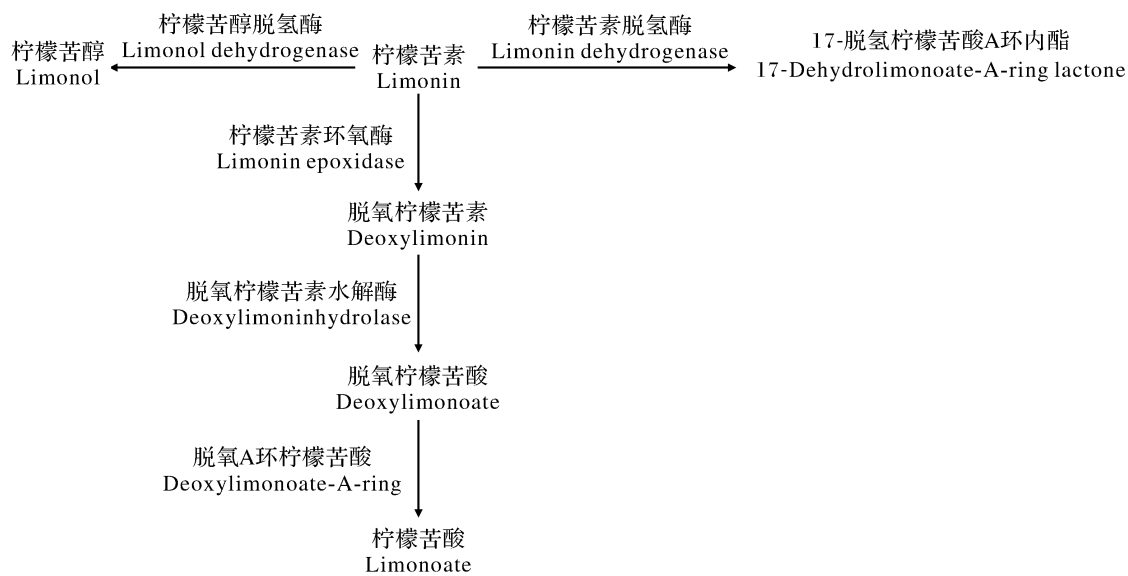 柠檬苦醇脱氢酶
Limonol dehydrogenase
柠檬苦素脱氢酶
Limonin dehydrogenase
柠檬苦醇
Limonol
柠檬苦素
Limonin
17-脱氢柠檬苦酸A环内酯
17-Dehydrolimonoate-A-ring lactone
柠檬苦素环氧酶
Limonin epoxidase
脱氧柠檬苦素
Deoxylimonin
脱氧柠檬苦素水解酶
Deoxylimoninhydrolase
脱氧柠檬苦酸
Deoxylimonoate
脱氧A环柠檬苦酸
Deoxylimonoate-A-ring
柠檬苦酸
Limonoate